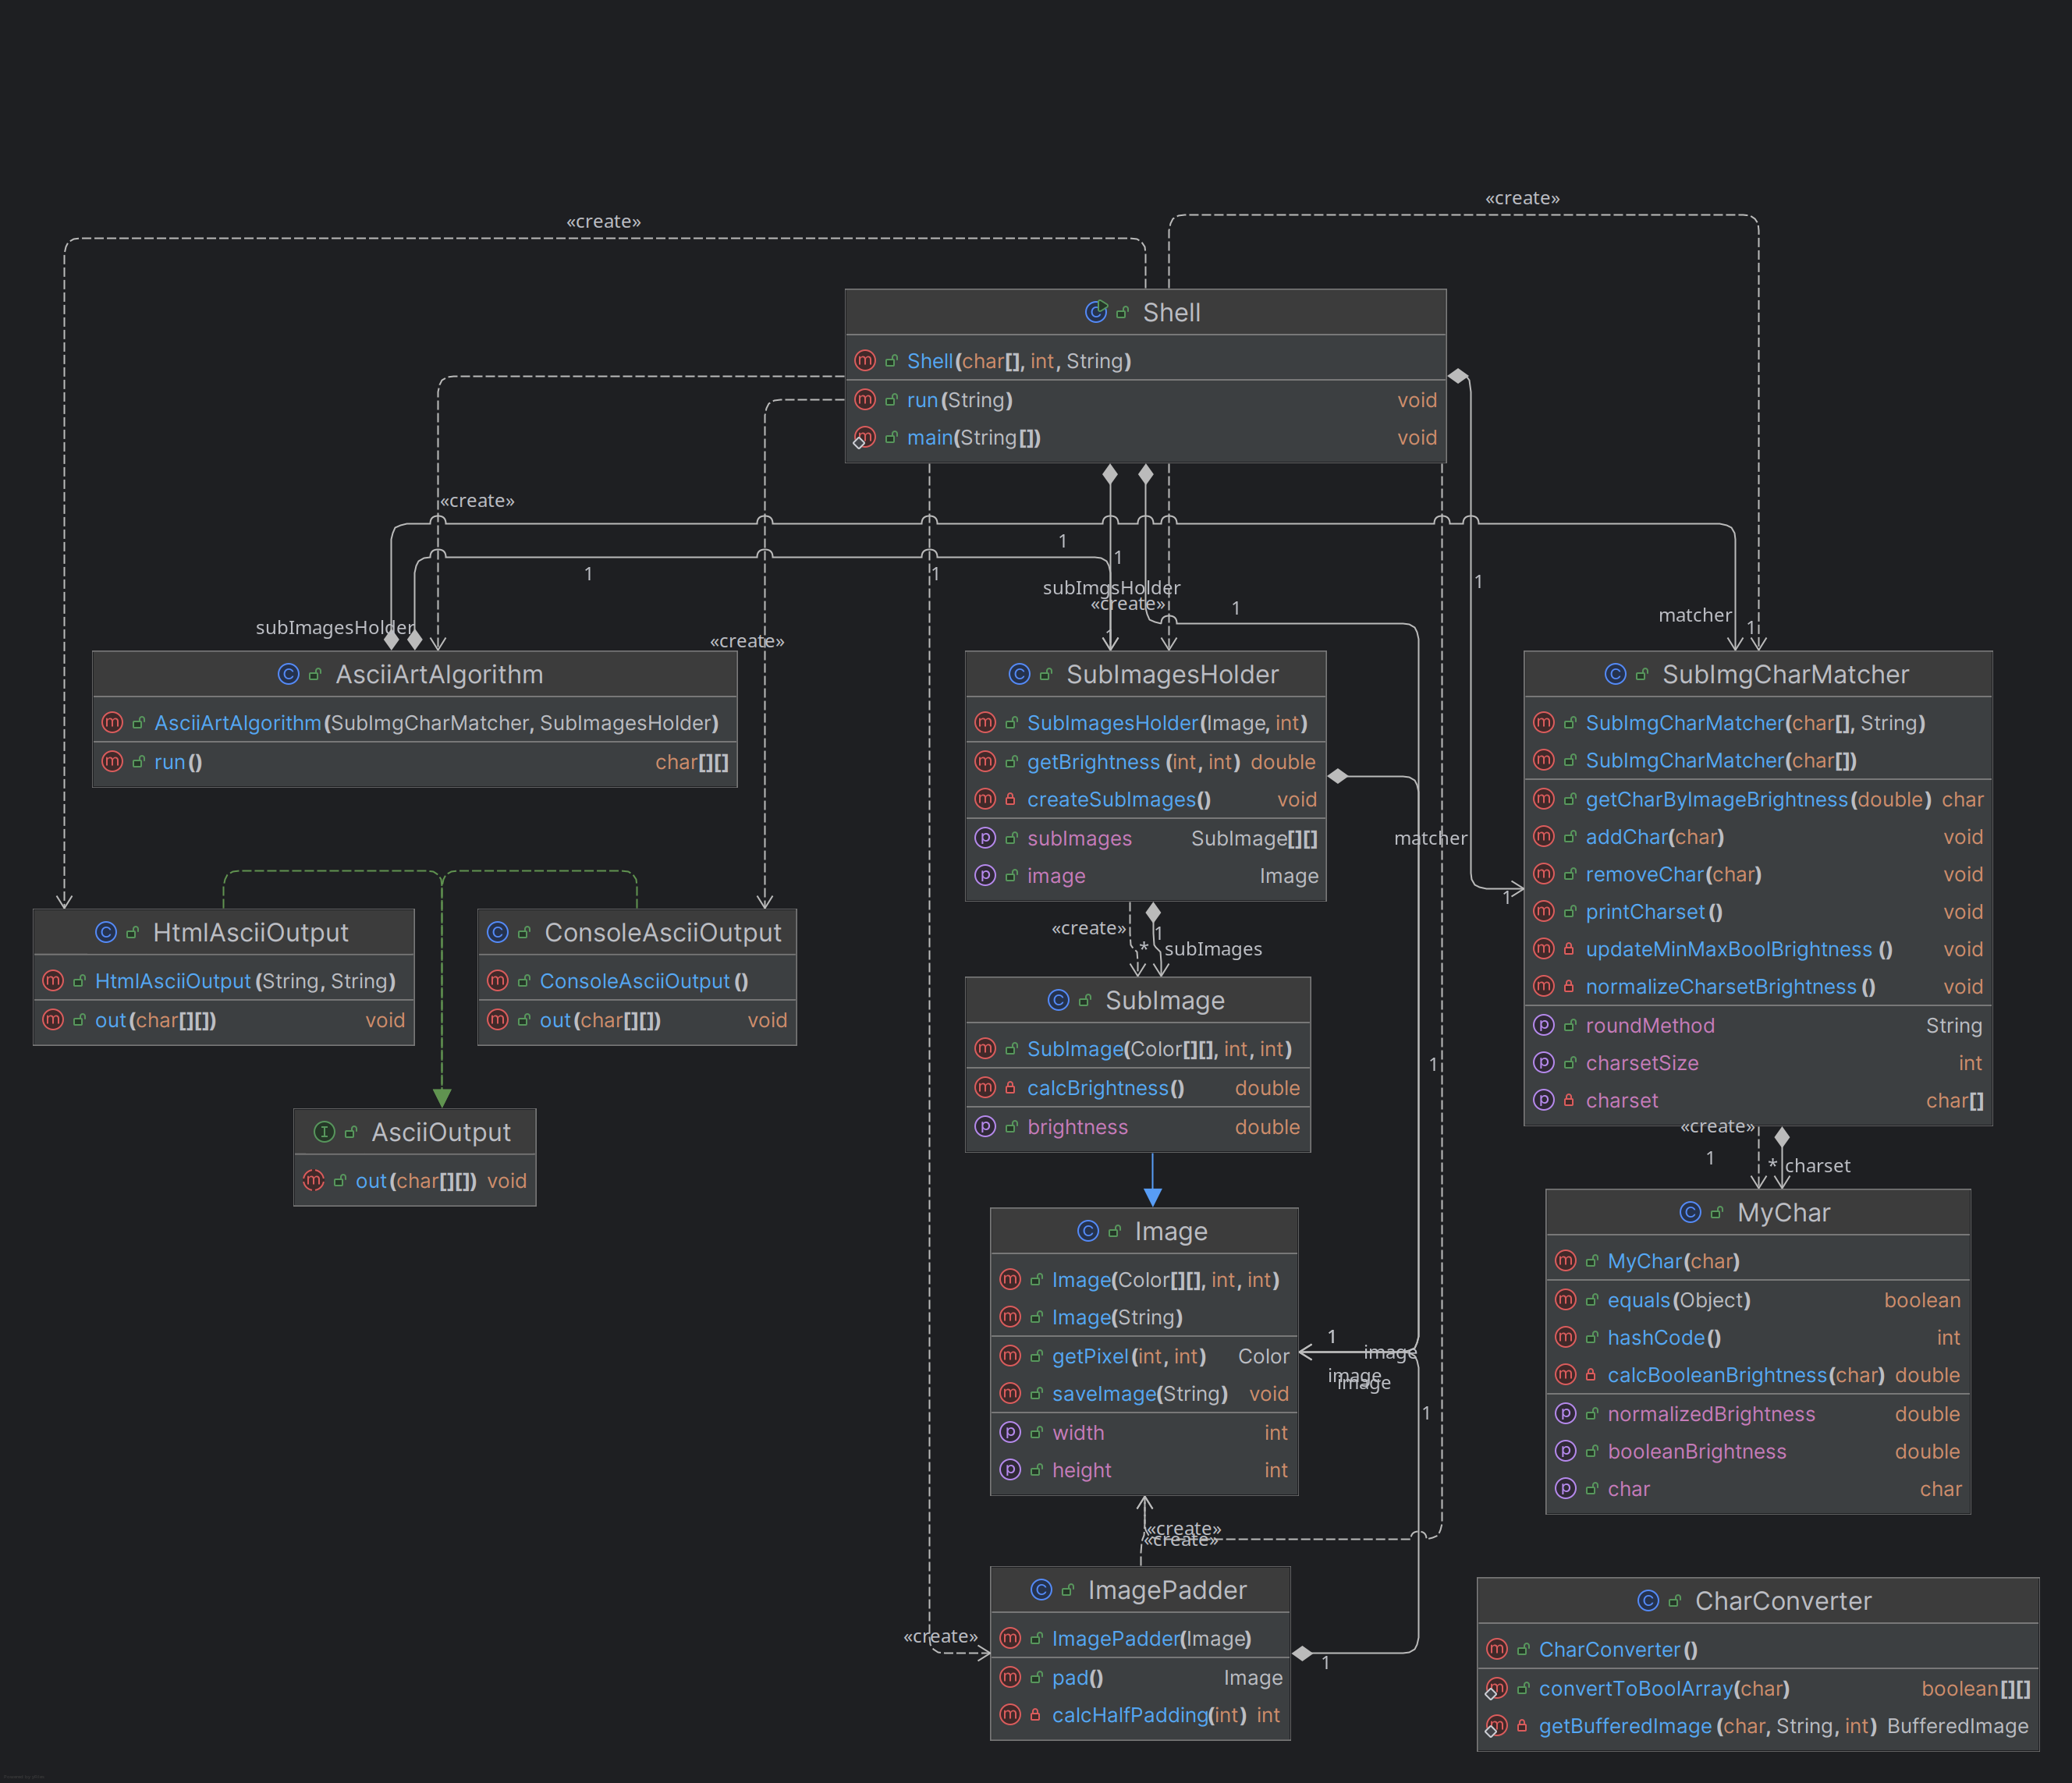 «create»
«create»
Shell
Shell(char[], int, String)
run(String) void
main(String[]) void
«create»
1
1
1
1
1
subImgsHolder
«create»
1
1
subImagesHolder
1
matcher
1
«create»
AsciiArtAlgorithm
AsciiArtAlgorithm(SubImgCharMatcher, SubImagesHolder)
run() char[][]
SubImagesHolder
SubImagesHolder(Image, int)
getBrightness(int, int) double
createSubImages() void
subImages SubImage[][]
image Image
SubImgCharMatcher
SubImgCharMatcher(char[], String)
SubImgCharMatcher(char[])
getCharByImageBrightness(double) char
addChar(char) void
removeChar(char) void
printCharset() void
updateMinMaxBoolBrightness() void
normalizeCharsetBrightness() void
roundMethod String
charsetSize int
charset char[]
matcher
1
HtmlAsciiOutput
HtmlAsciiOutput(String, String)
out(char[][]) void
ConsoleAsciiOutput
ConsoleAsciiOutput()
out(char[][]) void
«create»
1
*
subImages
SubImage
SubImage(Color[][], int, int)
calcBrightness() double
brightness double
1
AsciiOutput
out(char[][]) void
«create»
1
* charset
Image
Image(Color[][], int, int)
Image(String)
getPixel(int, int) Color
saveImage(String) void
width int
height int
1
image
image
image
1
MyChar
MyChar(char)
equals(Object) boolean
hashCode() int
calcBooleanBrightness(char) double
normalizedBrightness double
booleanBrightness double
char char
«create»
«create»
ImagePadder
ImagePadder(Image)
pad() Image
calcHalfPadding(int) int
«create»
1
CharConverter
CharConverter()
convertToBoolArray(char) boolean[][]
getBufferedImage(char, String, int) BufferedImage